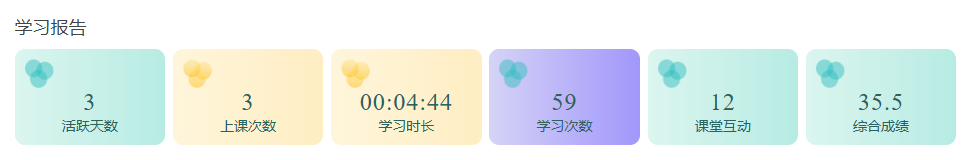 学习报告
3
活跃天数
3
上课次数
00:04:44
学习时长
59
学习次数
12
课堂互动
35.5
综合成绩